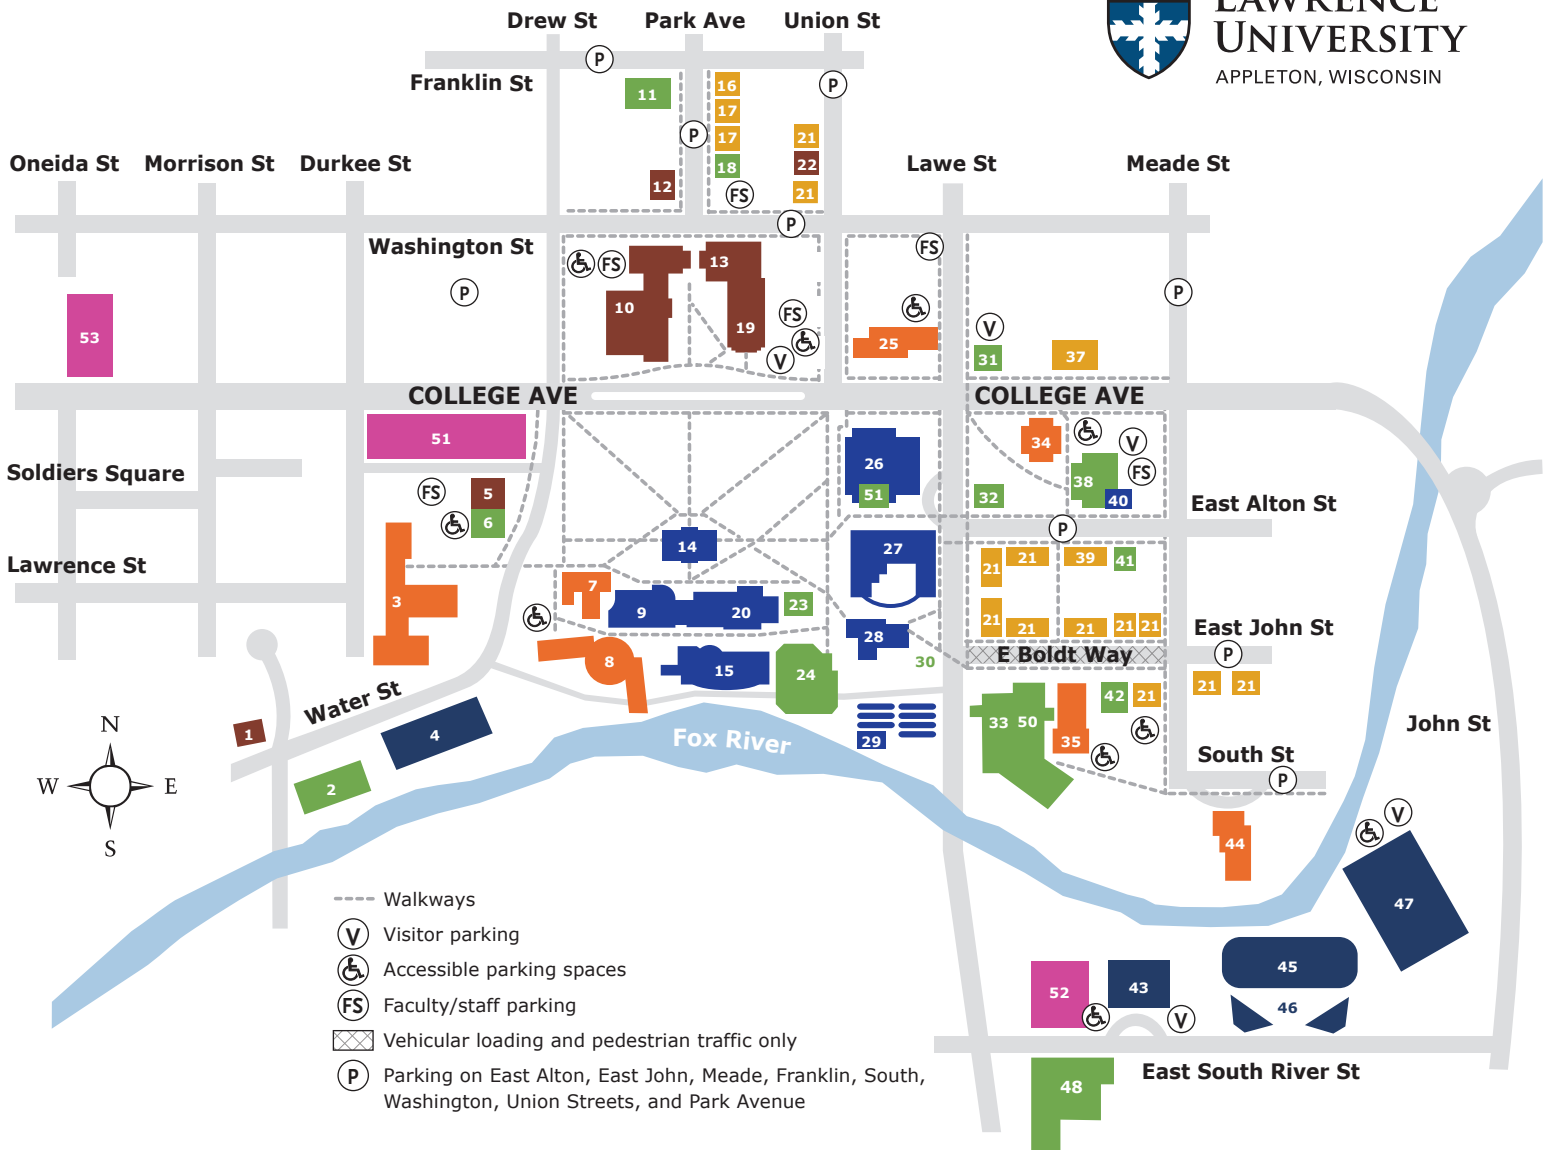 LAWRENCE
UNIVERSITY
APPLETON, WISCONSIN
Drew St
Park Ave
Union St
P
Franklin St
11
16
P
17
P
17
21
18
22
12
FS
21
Oneida St
Morrison St
Durkee St
Lawe St
Meade St
P
Washington St
FS
FS
13
P
P
10
53
FS
19
V
25
V
31
37
COLLEGE AVE
COLLEGE AVE
51
34
V
26
FS
38
Soldiers Square
FS
5
51
32
40
6
East Alton St
P
14
27
Lawrence St
21
21
39
41
7
3
9
20
23
21
21
21
21
21
28
East John St
E Boldt Way
P
8
15
24
30
21
21
42
21
Water St
33
50
35
John St
1
4
Fox River
29
South St
P
2
N
W
E
S
V
44
47
45
52
43
46
V
East South River St
48
Walkways
V
Visitor parking
Accessible parking spaces
FS
Faculty/staff parking
Vehicular loading and pedestrian traffic only
P
Parking on East Alton, East John, Meade, Franklin, South,
Washington, Union Streets, and Park Avenue